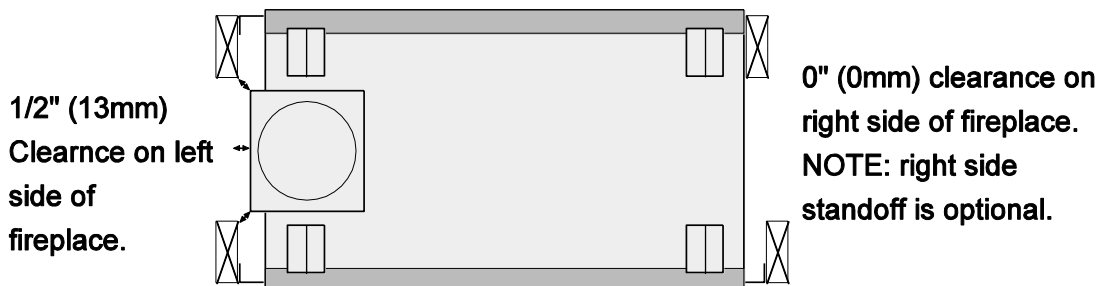 1/2" (13mm)
Clearnce on left
side of
fireplace.
0" (0mm) clearance on
right side of fireplace.
NOTE: right side
standoff is optional.